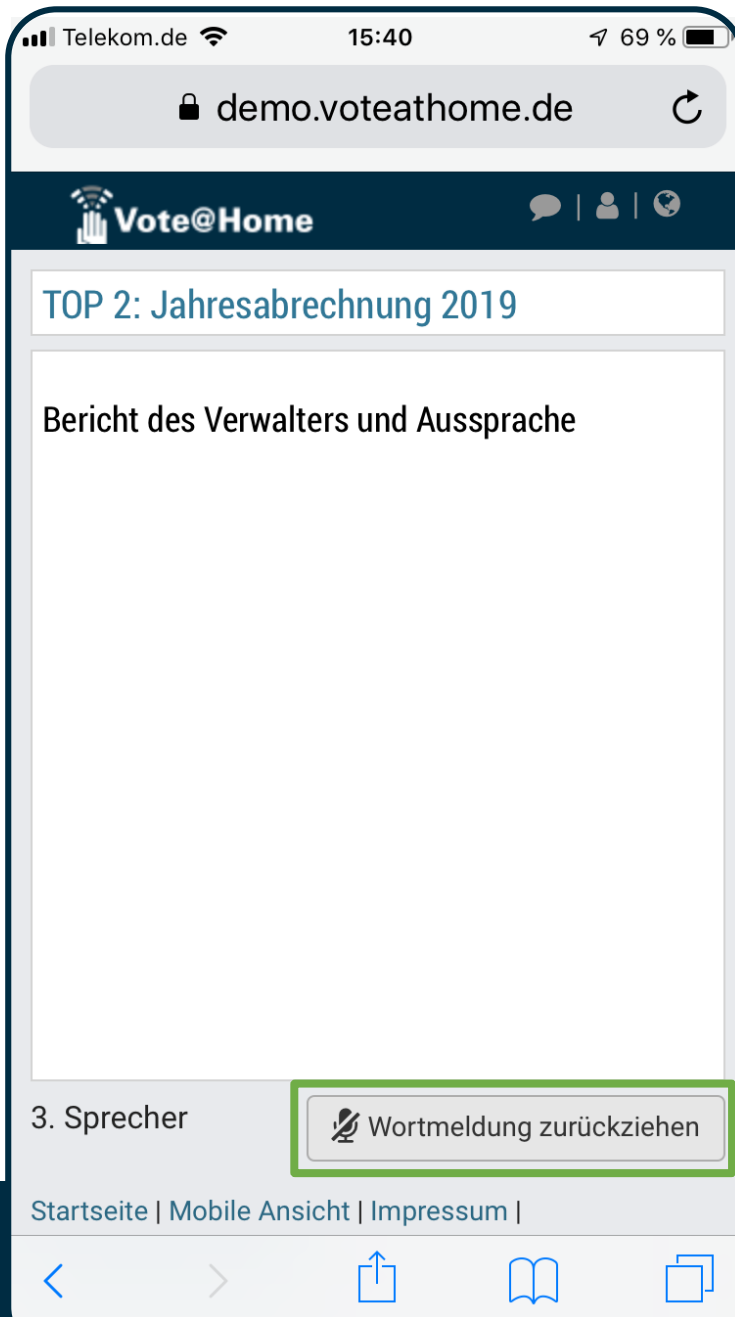 Telekom.de 15:40 69 %
demo.voteathome.de
Vote@Home | |
TOP 2: Jahresabrechnung 2019
Bericht des Verwalters und Aussprache
3. Sprecher Wortmeldung zurückziehen
Startseite | Mobile Ansicht | Impressum |